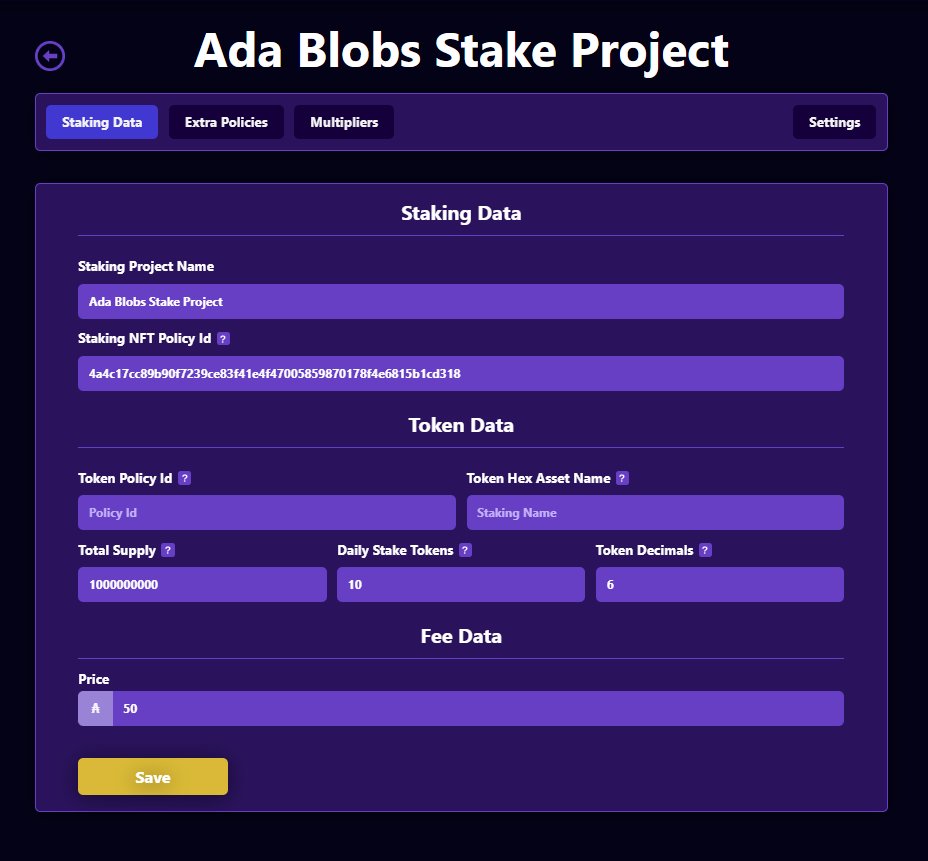 Ada Blobs Stake Project
Staking Data Extra Policies Multipliers Settings
Staking Data
Staking Project Name
Ada Blobs Stake Project
Staking NFT Policy Id ?
4a4c17cc89b90f7239ce83f41e4f47005859870178f4e6815b1cd318
Token Data
Token Policy Id ? Token Hex Asset Name ?
Policy Id Staking Name
Total Supply ? Daily Stake Tokens ? Token Decimals ?
1000000000 10 6
Fee Data
Price
₳ 50
Save